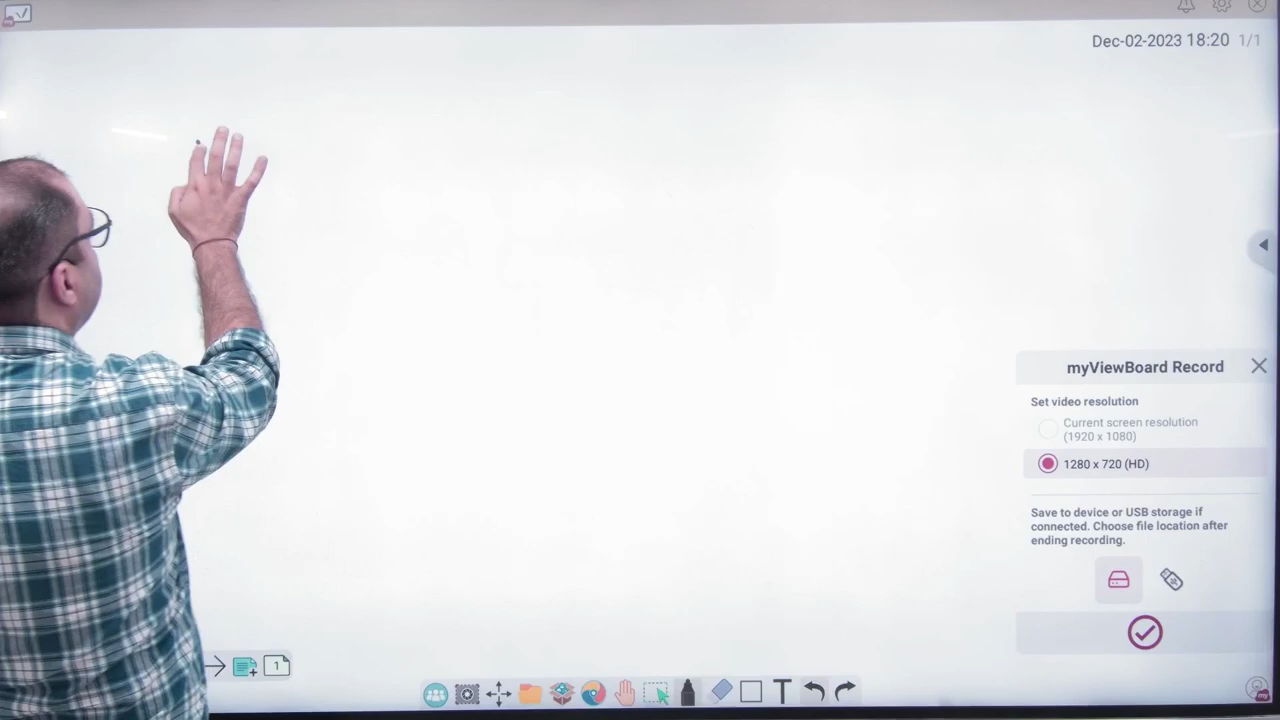 Dec-02-2023 18:20 1/1
myViewBoard Record
Set video resolution
Current screen resolution
(1920 x 1080)
1280 x 720 (HD)
Save to device or USB storage if
connected. Choose file location after
ending recording.
1
T
my